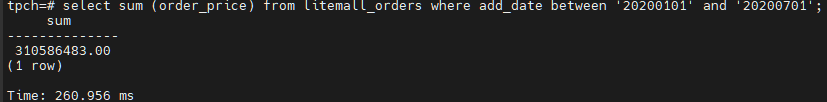 tpch=# select sum (order_price) from litemall_orders where add_date between '20200101' and '20200701';
     sum
--------------
 310586483.00
(1 row)

Time: 260.956 ms